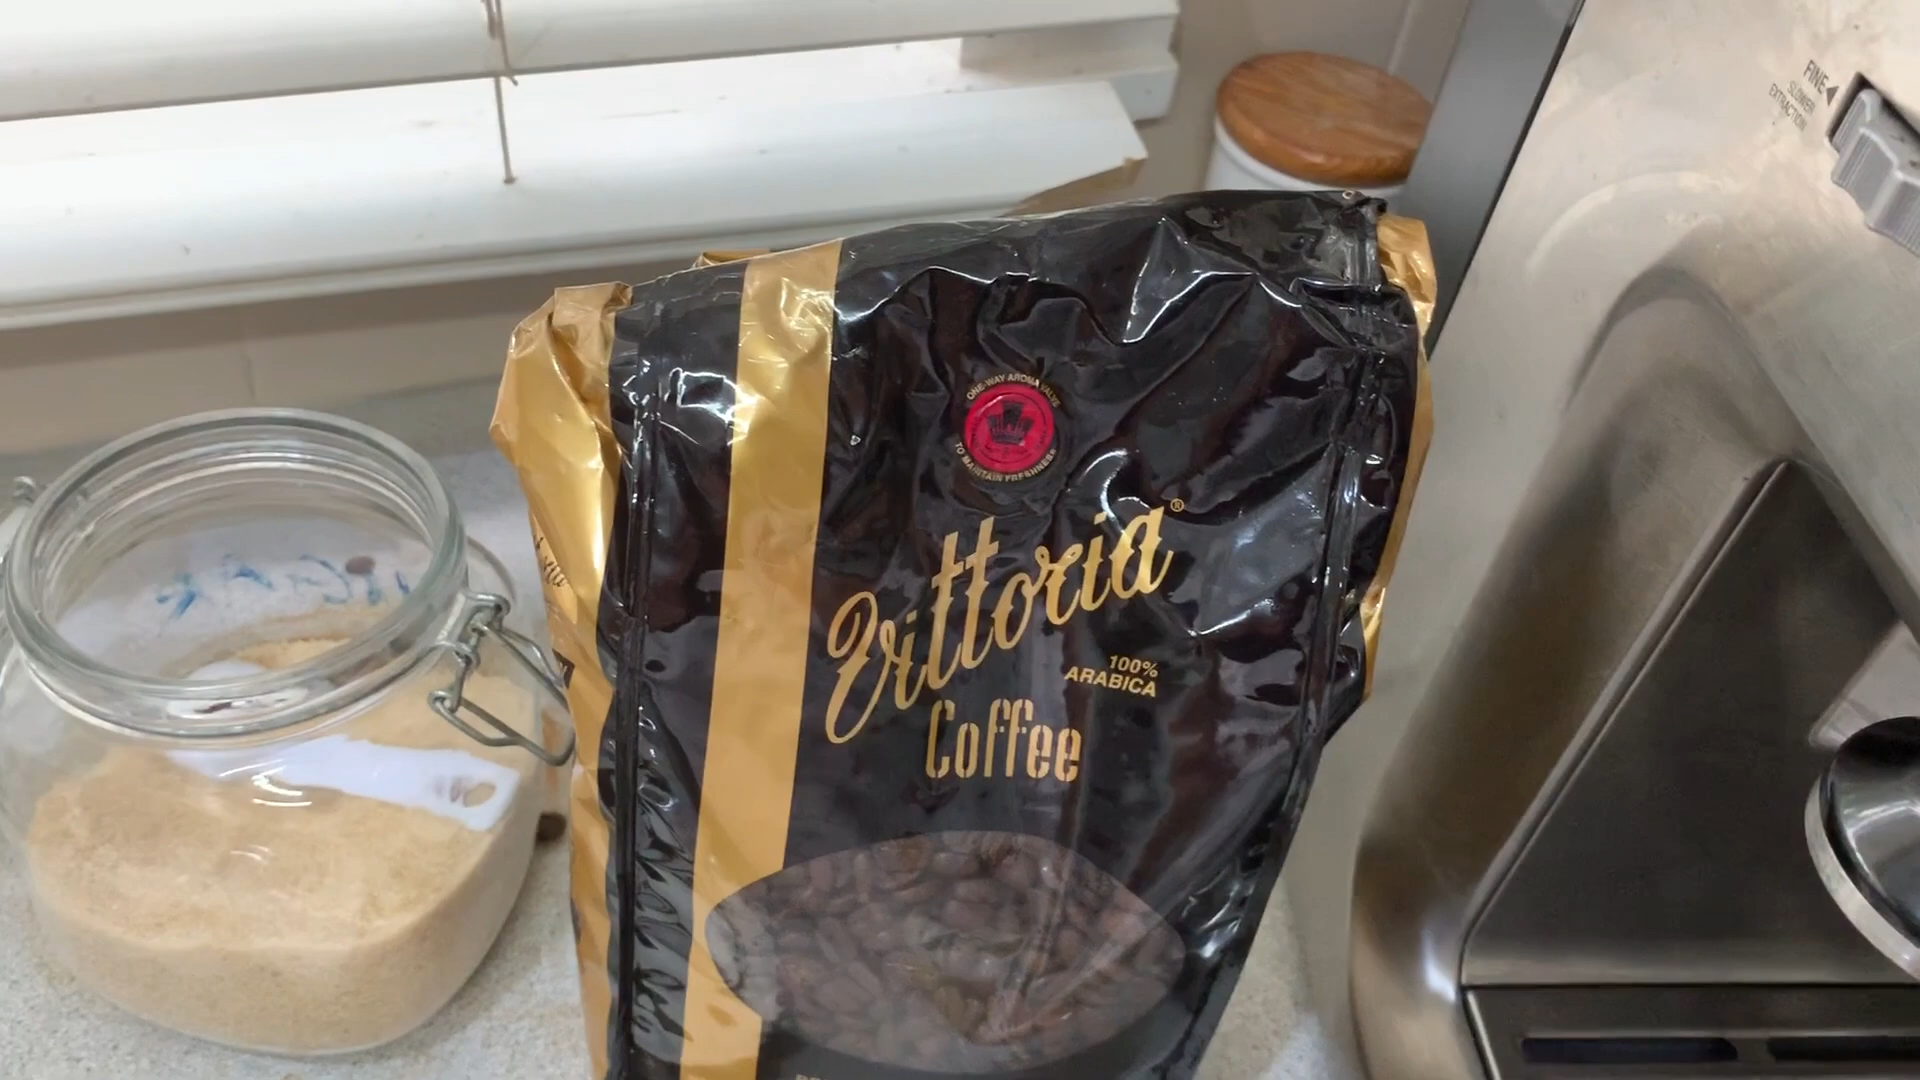 FINE
SLOWER
EXTRACTION
ONE-WAY AROMA VALVE
TO MAINTAIN FRESHNESS
Vittoria®
100%
ARABICA
Coffee